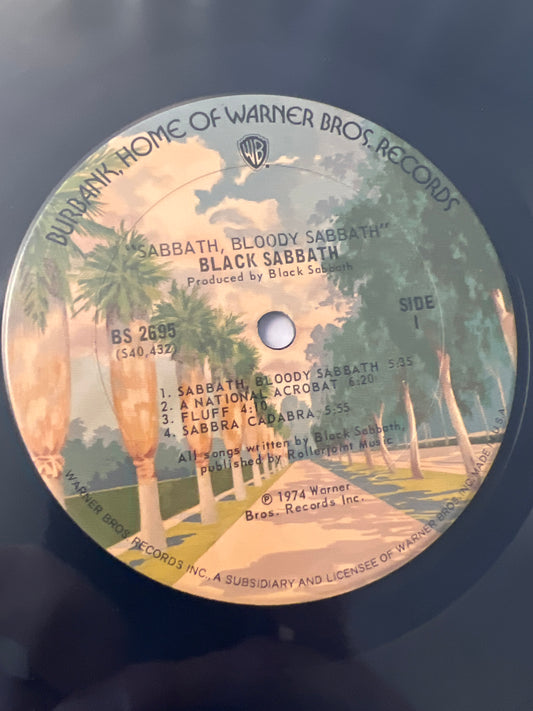 BURBANK, HOME OF WARNER BROS. RECORDS
WB
"SABBATH, BLOODY SABBATH"
BLACK SABBATH
Produced by Black Sabbath
BS 2695
(S40,432)
SIDE
1
1. SABBATH, BLOODY SABBATH 5:35
2. A NATIONAL ACROBAT 6:20
3. FLUFF 4:10
4. SABBRA CADABRA 5:55
All songs written by Black Sabbath,
published by Rollerjoint Music
℗ 1974 Warner
Bros. Records Inc.
WARNER BROS. RECORDS INC., A SUBSIDIARY AND LICENSEE OF WARNER BROS. INC. MADE IN U.S.A.